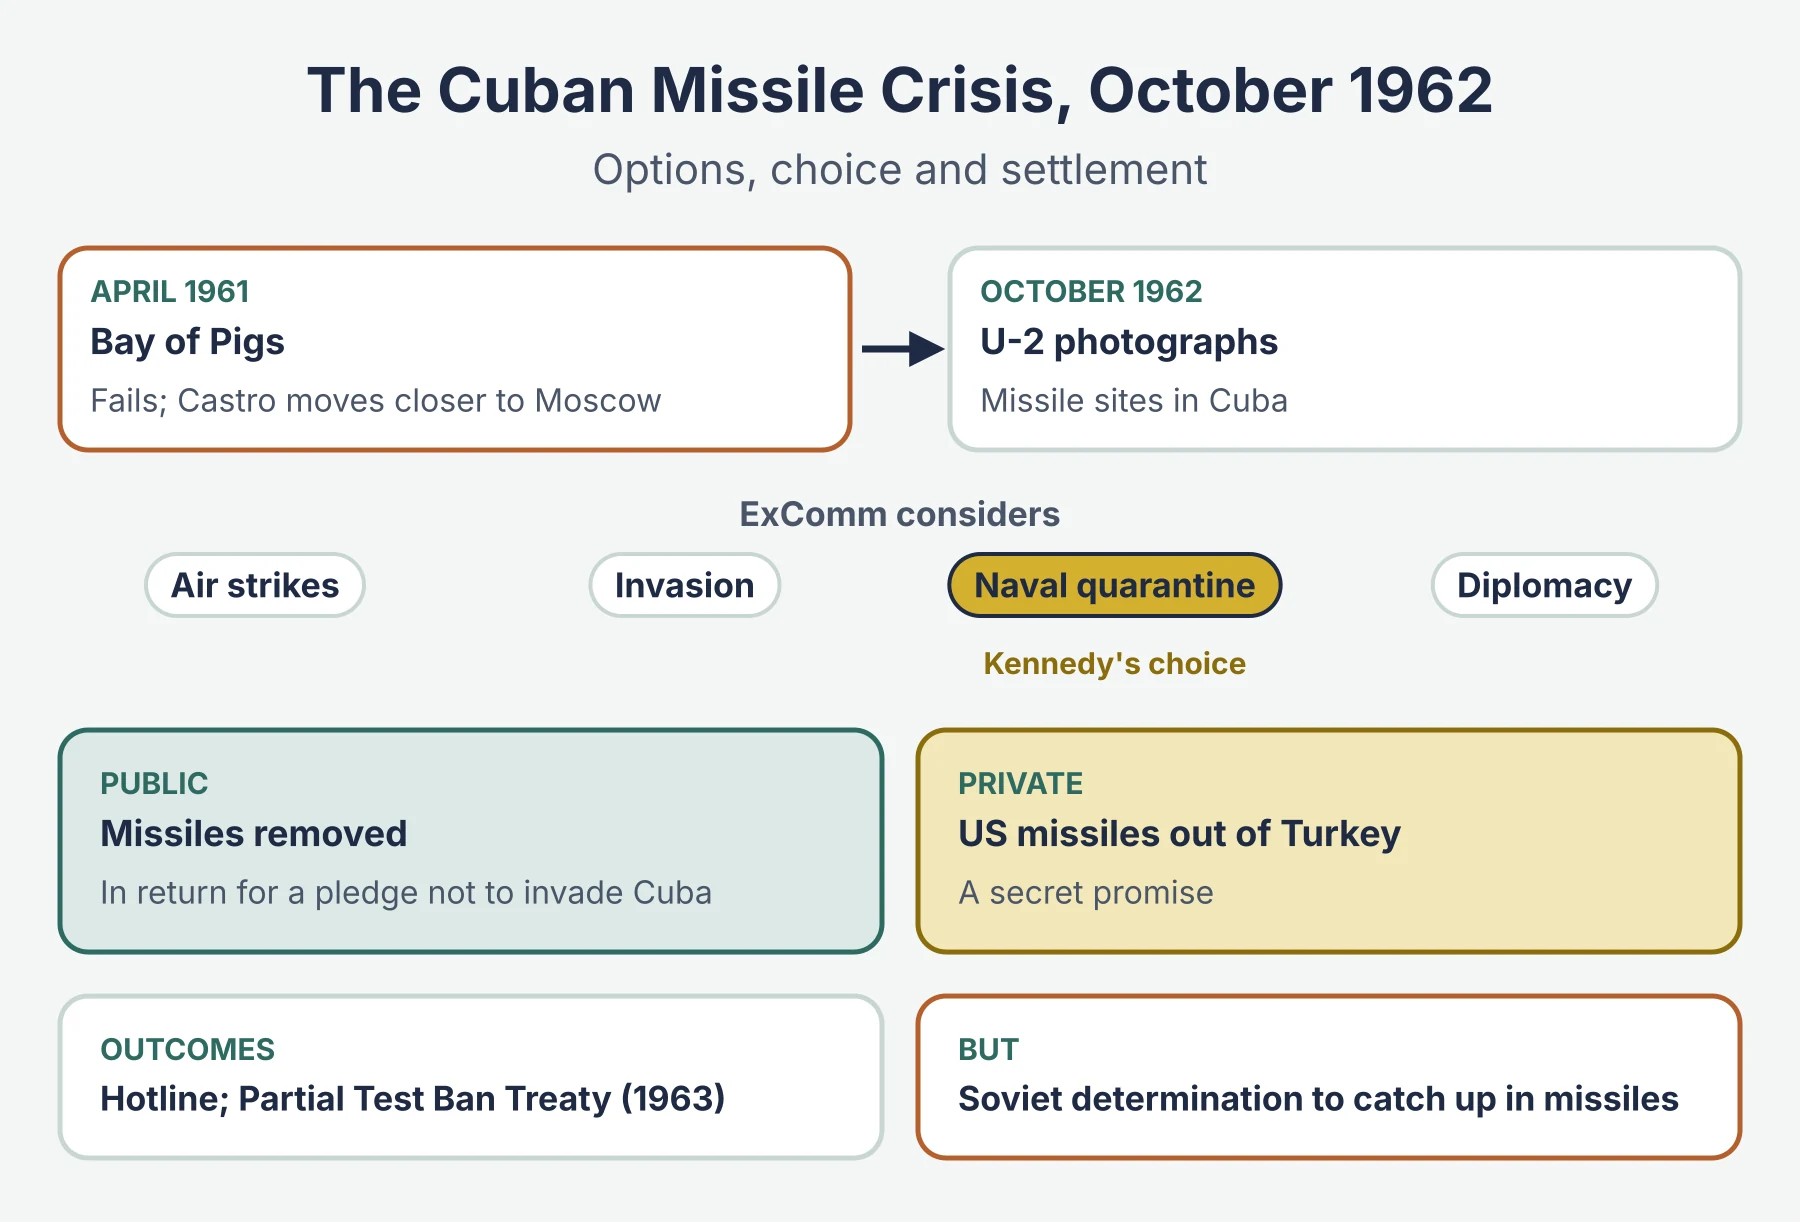 The Cuban Missile Crisis, October 1962
Options, choice and settlement
APRIL 1961
Bay of Pigs
Fails; Castro moves closer to Moscow
OCTOBER 1962
U-2 photographs
Missile sites in Cuba
ExComm considers
Air strikes
Invasion
Naval quarantine
Diplomacy
Kennedy's choice
PUBLIC
Missiles removed
In return for a pledge not to invade Cuba
PRIVATE
US missiles out of Turkey
A secret promise
OUTCOMES
Hotline; Partial Test Ban Treaty (1963)
BUT
Soviet determination to catch up in missiles